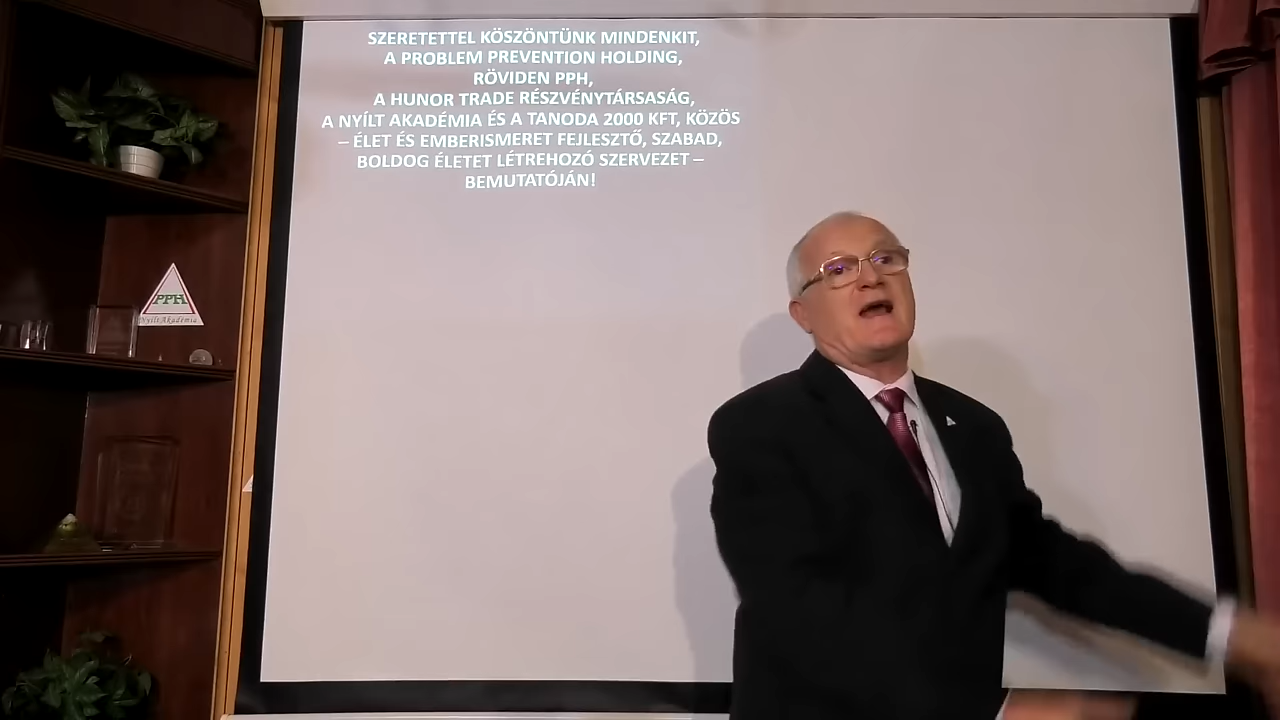 SZERETETTEL KÖSZÖNTÜNK MINDENKIT,
A PROBLEM PREVENTION HOLDING,
RÖVIDEN PPH,
A HUNOR TRADE RÉSZVÉNYTÁRSASÁG,
A NYÍLT AKADÉMIA ÉS A TANODA 2000 KFT, KÖZÖS
– ÉLET ÉS EMBERISMERET FEJLESZTŐ, SZABAD,
BOLDOG ÉLETET LÉTREHOZÓ SZERVEZET –
BEMUTATÓJÁN!
PPH
Nyílt Akadémia